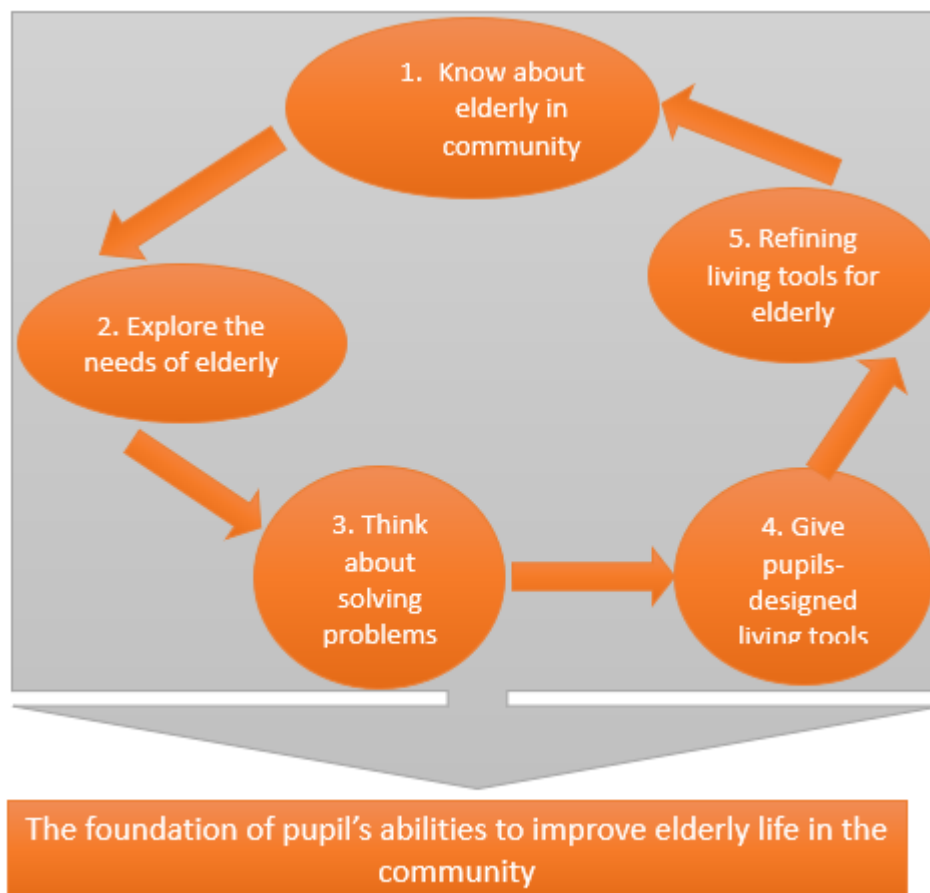 1. Know about
elderly in
community
2. Explore the
needs of elderly
3. Think
about
solving
problems
4. Give
pupils-
designed
living tools
5. Refining
living tools for
elderly
The foundation of pupil's abilities to improve elderly life in the
community